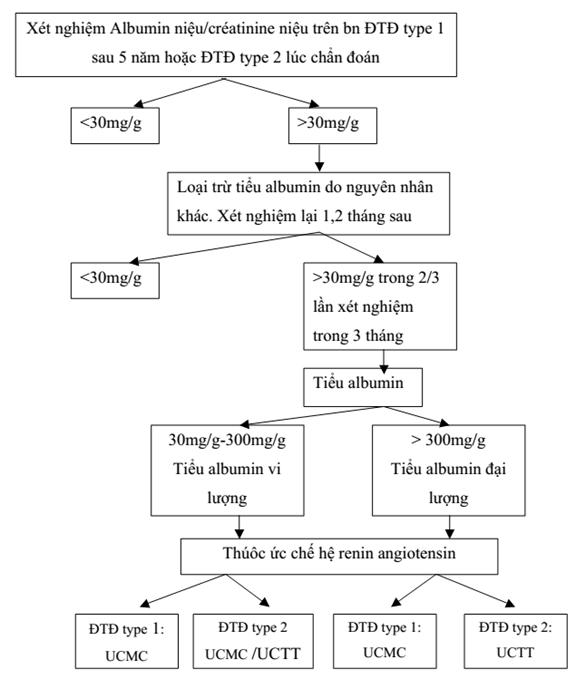 Xét nghiệm Albumin niệu/créatinine niệu trên bn ĐTĐ type 1
sau 5 năm hoặc ĐTĐ type 2 lúc chẩn đoán
<30mg/g
>30mg/g
Loại trừ tiểu albumin do nguyên nhân
khác. Xét nghiệm lại 1,2 tháng sau
<30mg/g
>30mg/g trong 2/3
lần xét nghiệm
trong 3 tháng
Tiểu albumin
30mg/g-300mg/g
Tiểu albumin vi
lượng
> 300mg/g
Tiểu albumin đại
lượng
Thúôc ức chế hệ renin angiotensin
ĐTĐ type 1:
UCMC
ĐTĐ type 2
UCMC /UCTT
ĐTĐ type 1:
UCMC
ĐTĐ type 2:
UCTT